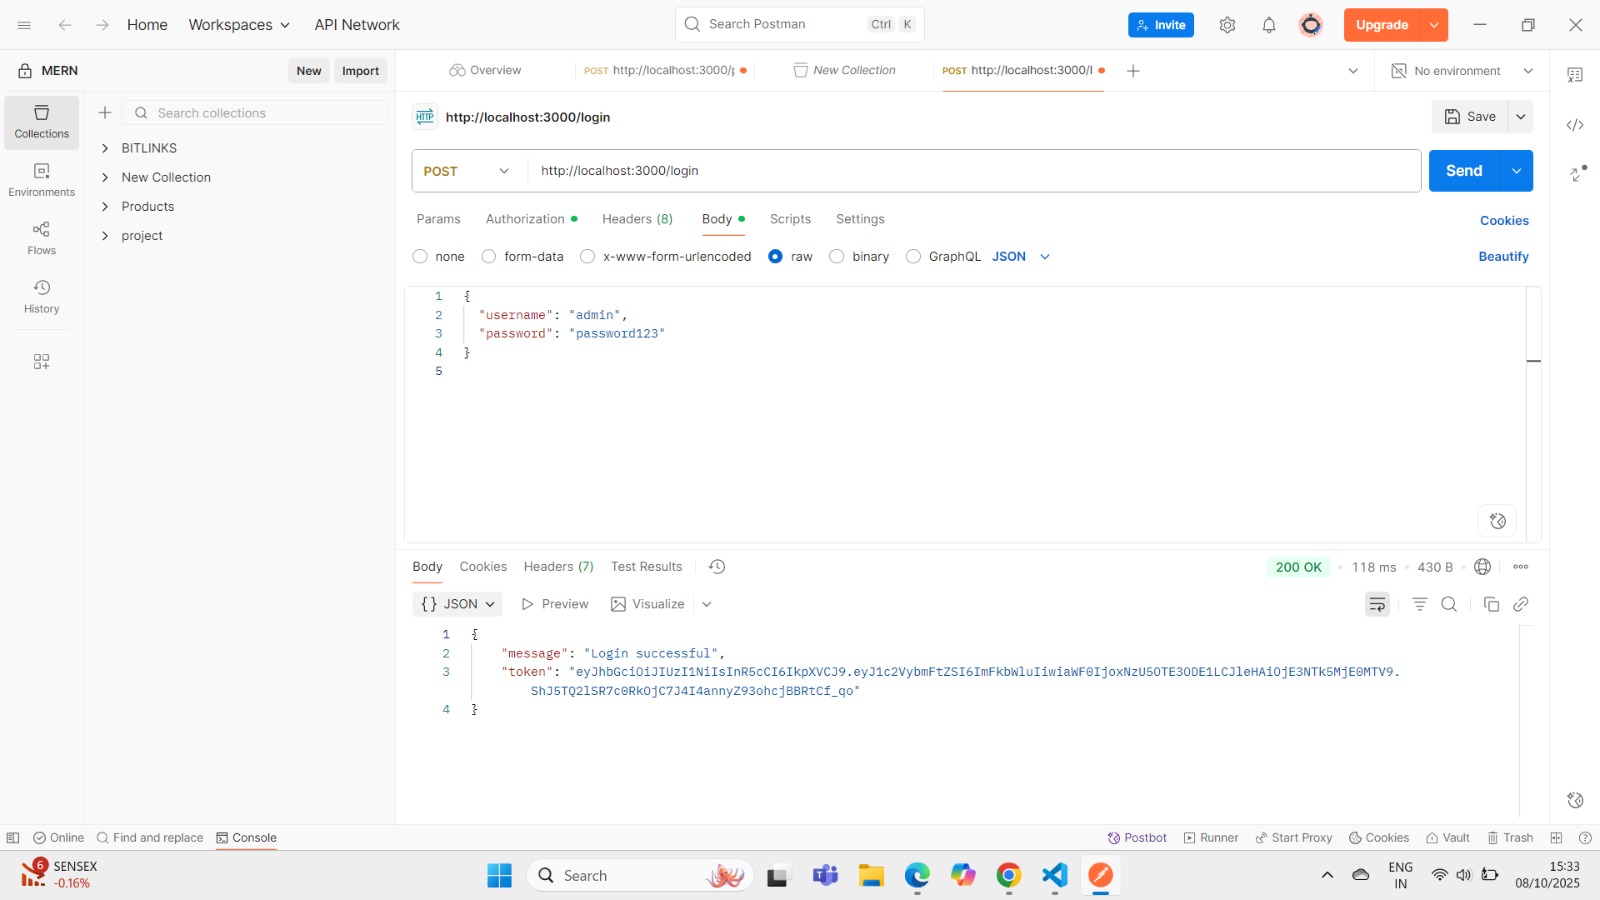 Home
Workspaces
API Network
Search Postman
Ctrl K
Invite
Upgrade
MERN
New
Import
Overview
POST http://localhost:3000/p
New Collection
POST http://localhost:3000/l
No environment
Collections
Environments
Flows
History
Search collections
BITLINKS
New Collection
Products
project
HTTP http://localhost:3000/login
Save
POST http://localhost:3000/login
Send
Params Authorization Headers (8) Body Scripts Settings Cookies
none form-data x-www-form-urlencoded raw binary GraphQL JSON Beautify
1 {
2 "username": "admin",
3 "password": "password123"
4 }
5
Body Cookies Headers (7) Test Results 200 OK • 118 ms • 430 B •
{} JSON Preview Visualize
1 {
2 "message": "Login successful",
3 "token": "eyJhbGciOiJIUzI1NiIsInR5cCI6IkpXVCJ9.eyJ1c2VybmFtZSI6ImFkbWluIiwiaWF0IjoxNzU5OTE3ODE1LCJleHAiOjE3NTk5MjE0MTV9.
ShJ5TQ2lSR7c0RkOjC7J4I4annyZ93ohcjBBRtCf_qo"
4 }
Online Find and replace Console Postbot Runner Start Proxy Cookies Vault Trash
6 SENSEX
-0.16%
Search
ENG
IN
15:33
08/10/2025